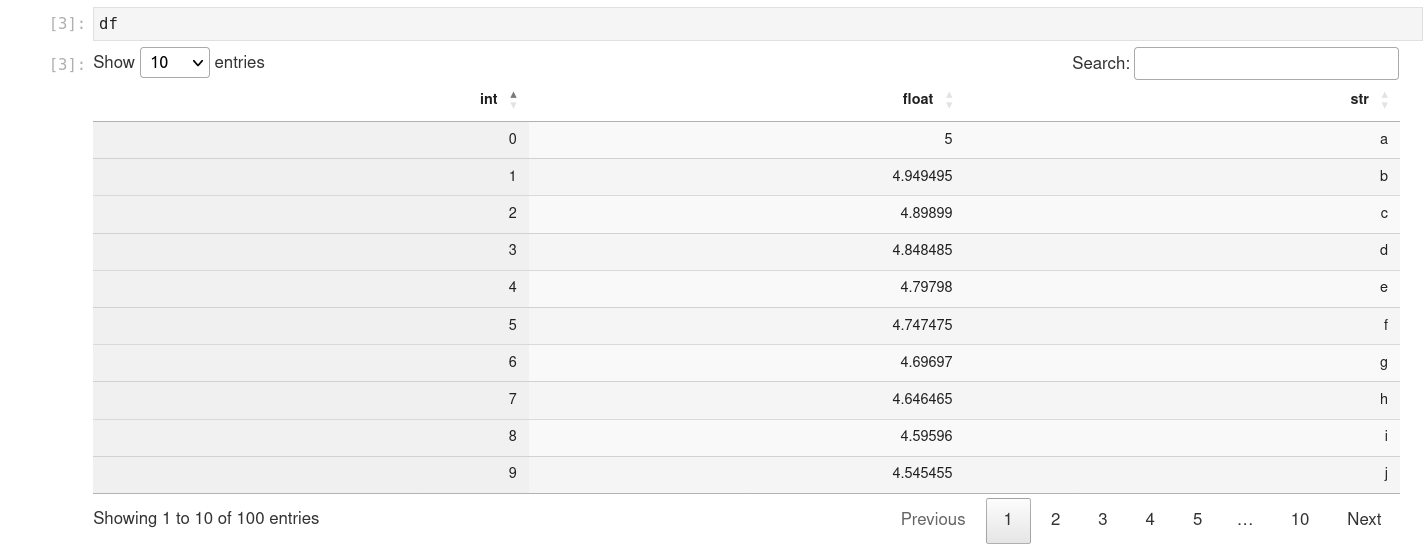 [3]: df
[3]: Show 10 entries Search:
int float str
0 5 a
1 4.949495 b
2 4.89899 c
3 4.848485 d
4 4.79798 e
5 4.747475 f
6 4.69697 g
7 4.646465 h
8 4.59596 i
9 4.545455 j
Showing 1 to 10 of 100 entries Previous 1 2 3 4 5 … 10 Next